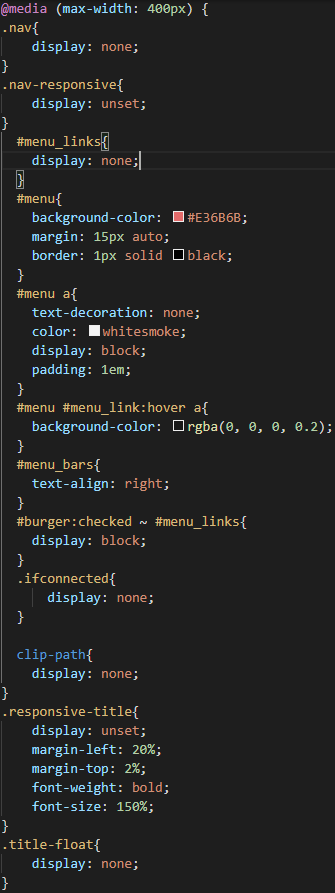 @media (max-width: 400px) {
.nav{
    display: none;
}
.nav-responsive{
    display: unset;
}
  #menu_links{
    display: none;
  }
  #menu{
    background-color: #E36B6B;
    margin: 15px auto;
    border: 1px solid black;
  }
  #menu a{
    text-decoration: none;
    color: whitesmoke;
    display: block;
    padding: 1em;
  }
  #menu #menu_link:hover a{
    background-color: rgba(0, 0, 0, 0.2);
  }
  #menu_bars{
    text-align: right;
  }
  #burger:checked ~ #menu_links{
    display: block;
  }
  .ifconnected{
      display: none;
  }

  clip-path{
    display: none;
}
.responsive-title{
    display: unset;
    margin-left: 20%;
    margin-top: 2%;
    font-weight: bold;
    font-size: 150%;
}
.title-float{
    display: none;
}